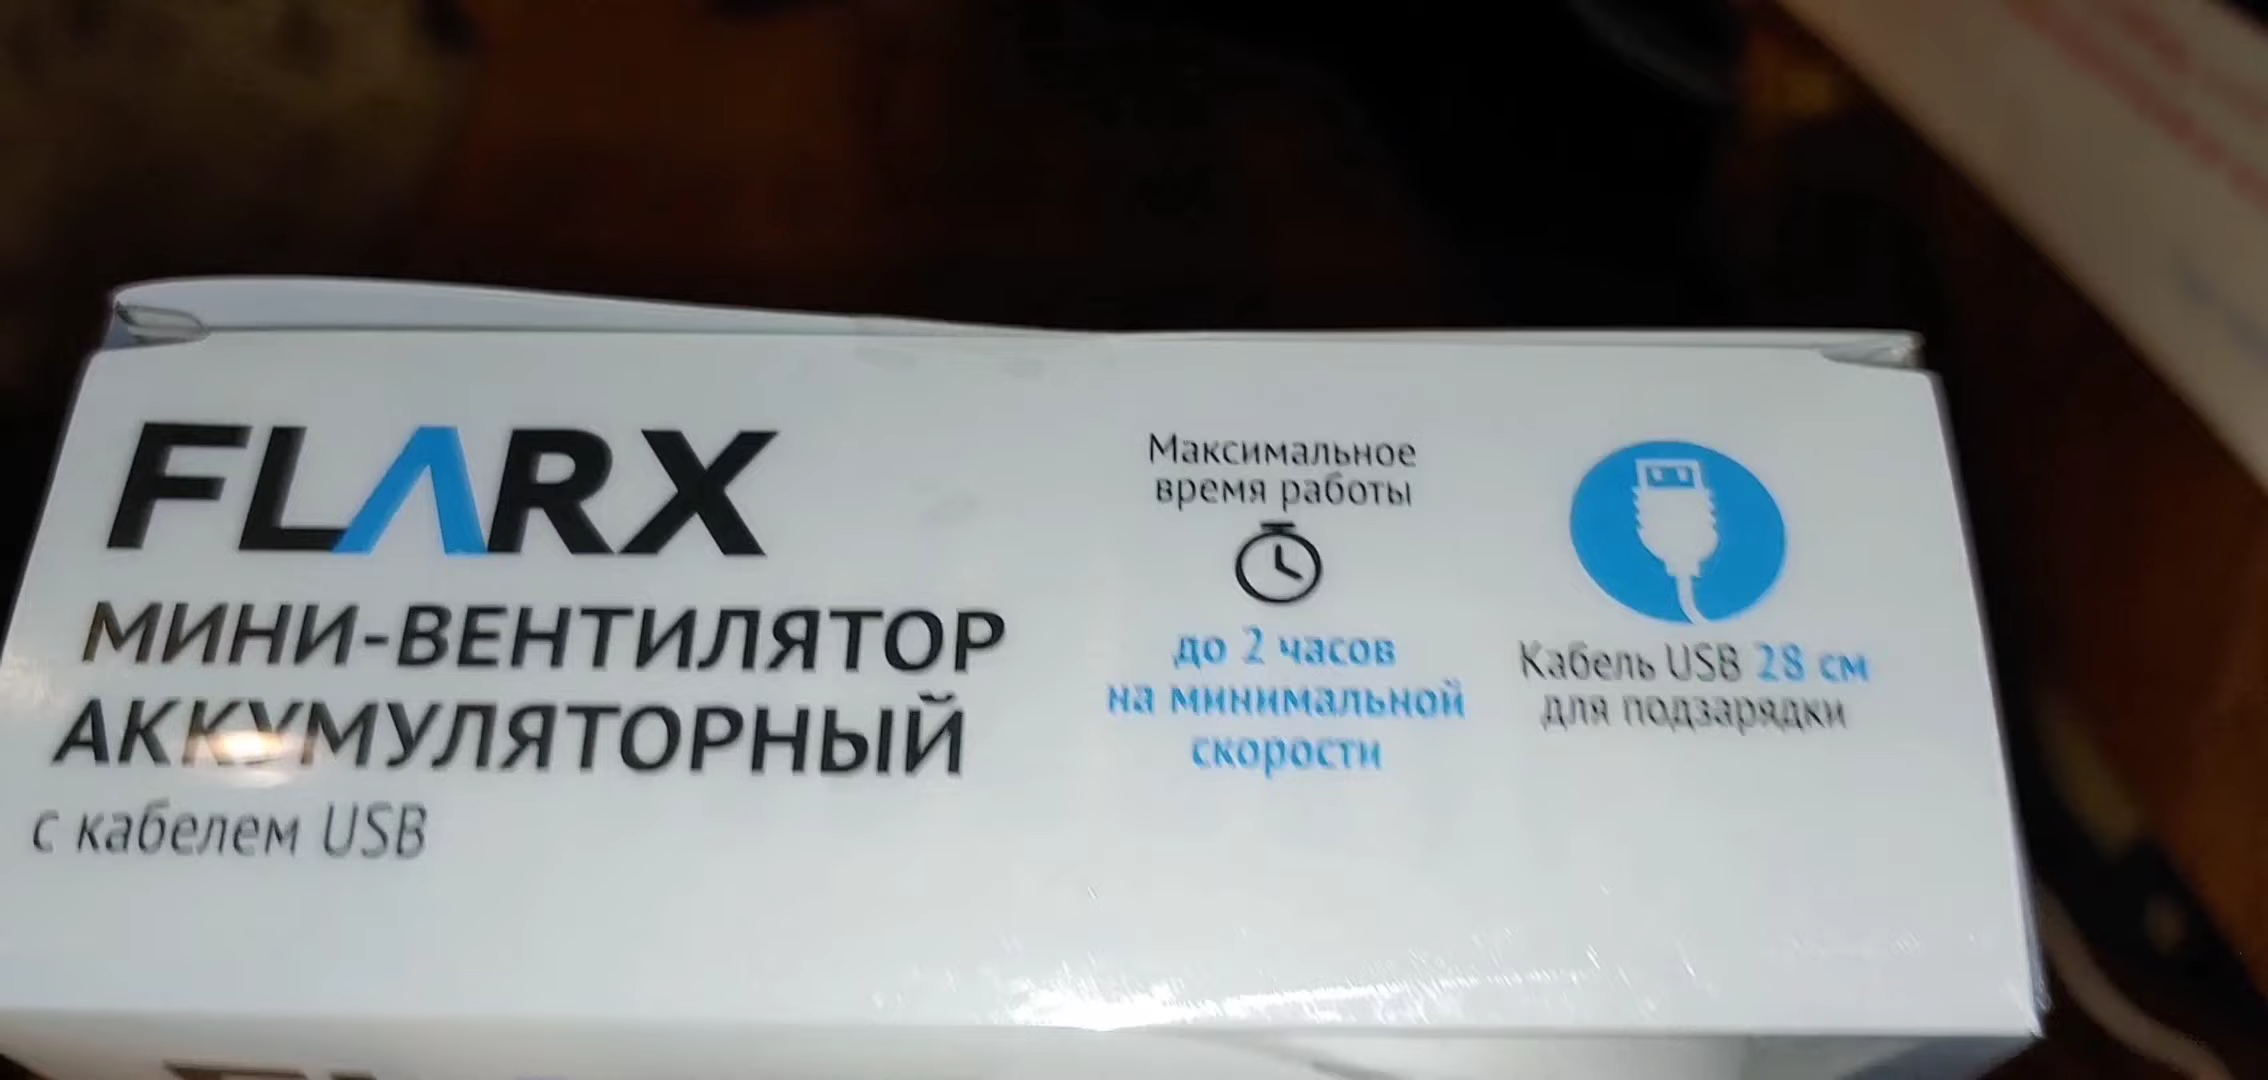 FLARX
МИНИ-ВЕНТИЛЯТОР
АККУМУЛЯТОРНЫЙ
с кабелем USB
Максимальное
время работы
до 2 часов
на минимальной
скорости
Кабель USB 28 см
для подзарядки